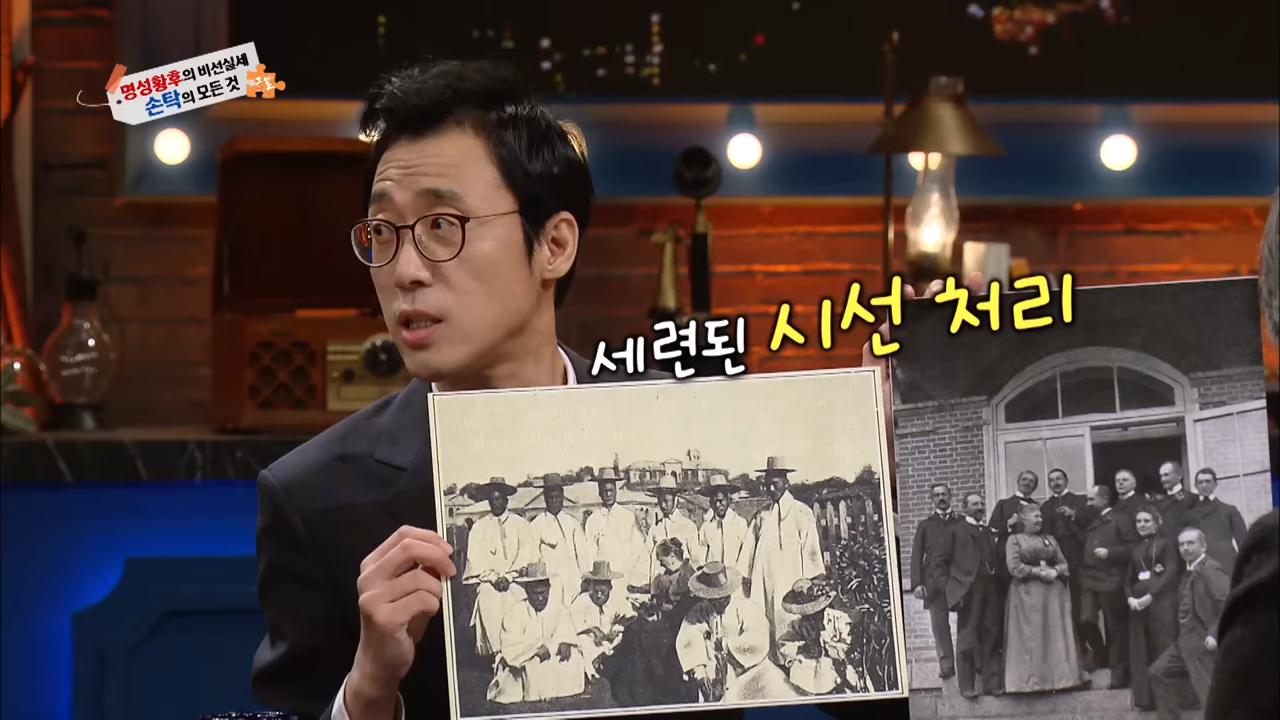 명성황후의 비선실세
손탁의 모든 것
세련된 시선 처리